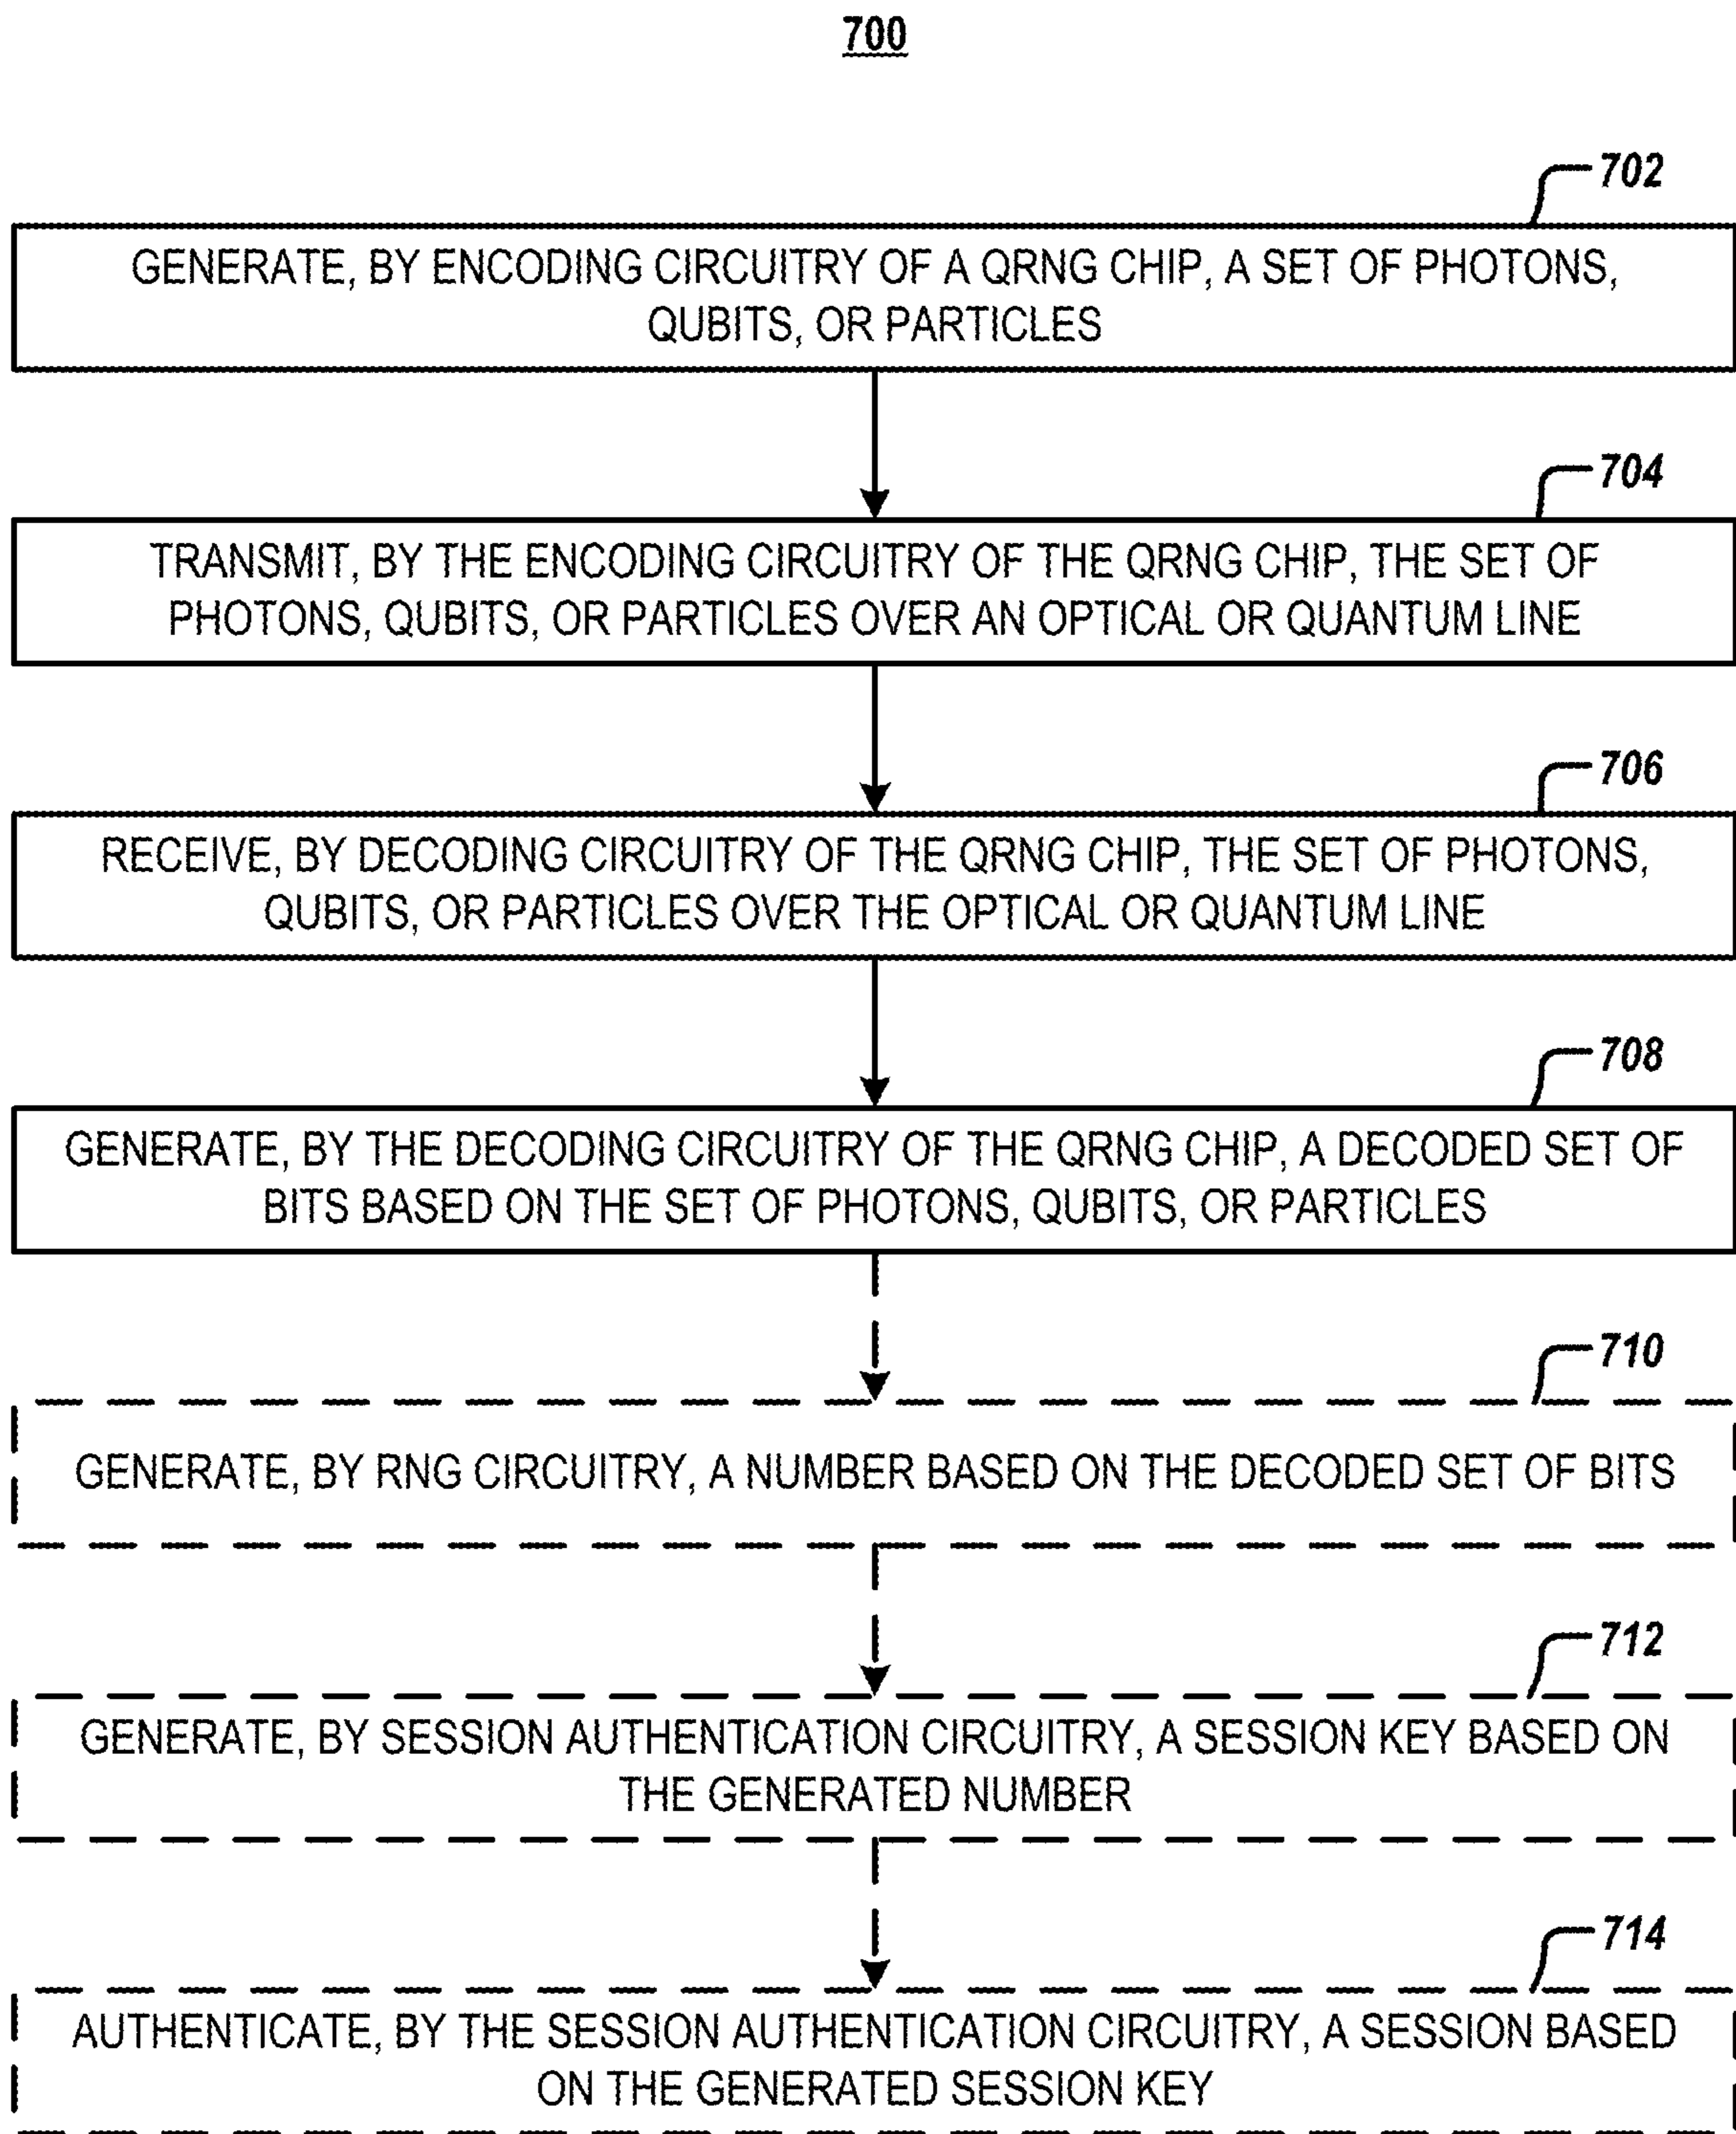 700
702
GENERATE, BY ENCODING CIRCUITRY OF A QRNG CHIP, A SET OF PHOTONS,
QUBITS, OR PARTICLES
704
TRANSMIT, BY THE ENCODING CIRCUITRY OF THE QRNG CHIP, THE SET OF
PHOTONS, QUBITS, OR PARTICLES OVER AN OPTICAL OR QUANTUM LINE
706
RECEIVE, BY DECODING CIRCUITRY OF THE QRNG CHIP, THE SET OF PHOTONS,
QUBITS, OR PARTICLES OVER THE OPTICAL OR QUANTUM LINE
708
GENERATE, BY THE DECODING CIRCUITRY OF THE QRNG CHIP, A DECODED SET OF
BITS BASED ON THE SET OF PHOTONS, QUBITS, OR PARTICLES
710
GENERATE, BY RNG CIRCUITRY, A NUMBER BASED ON THE DECODED SET OF BITS
712
GENERATE, BY SESSION AUTHENTICATION CIRCUITRY, A SESSION KEY BASED ON
THE GENERATED NUMBER
714
AUTHENTICATE, BY THE SESSION AUTHENTICATION CIRCUITRY, A SESSION BASED
ON THE GENERATED SESSION KEY